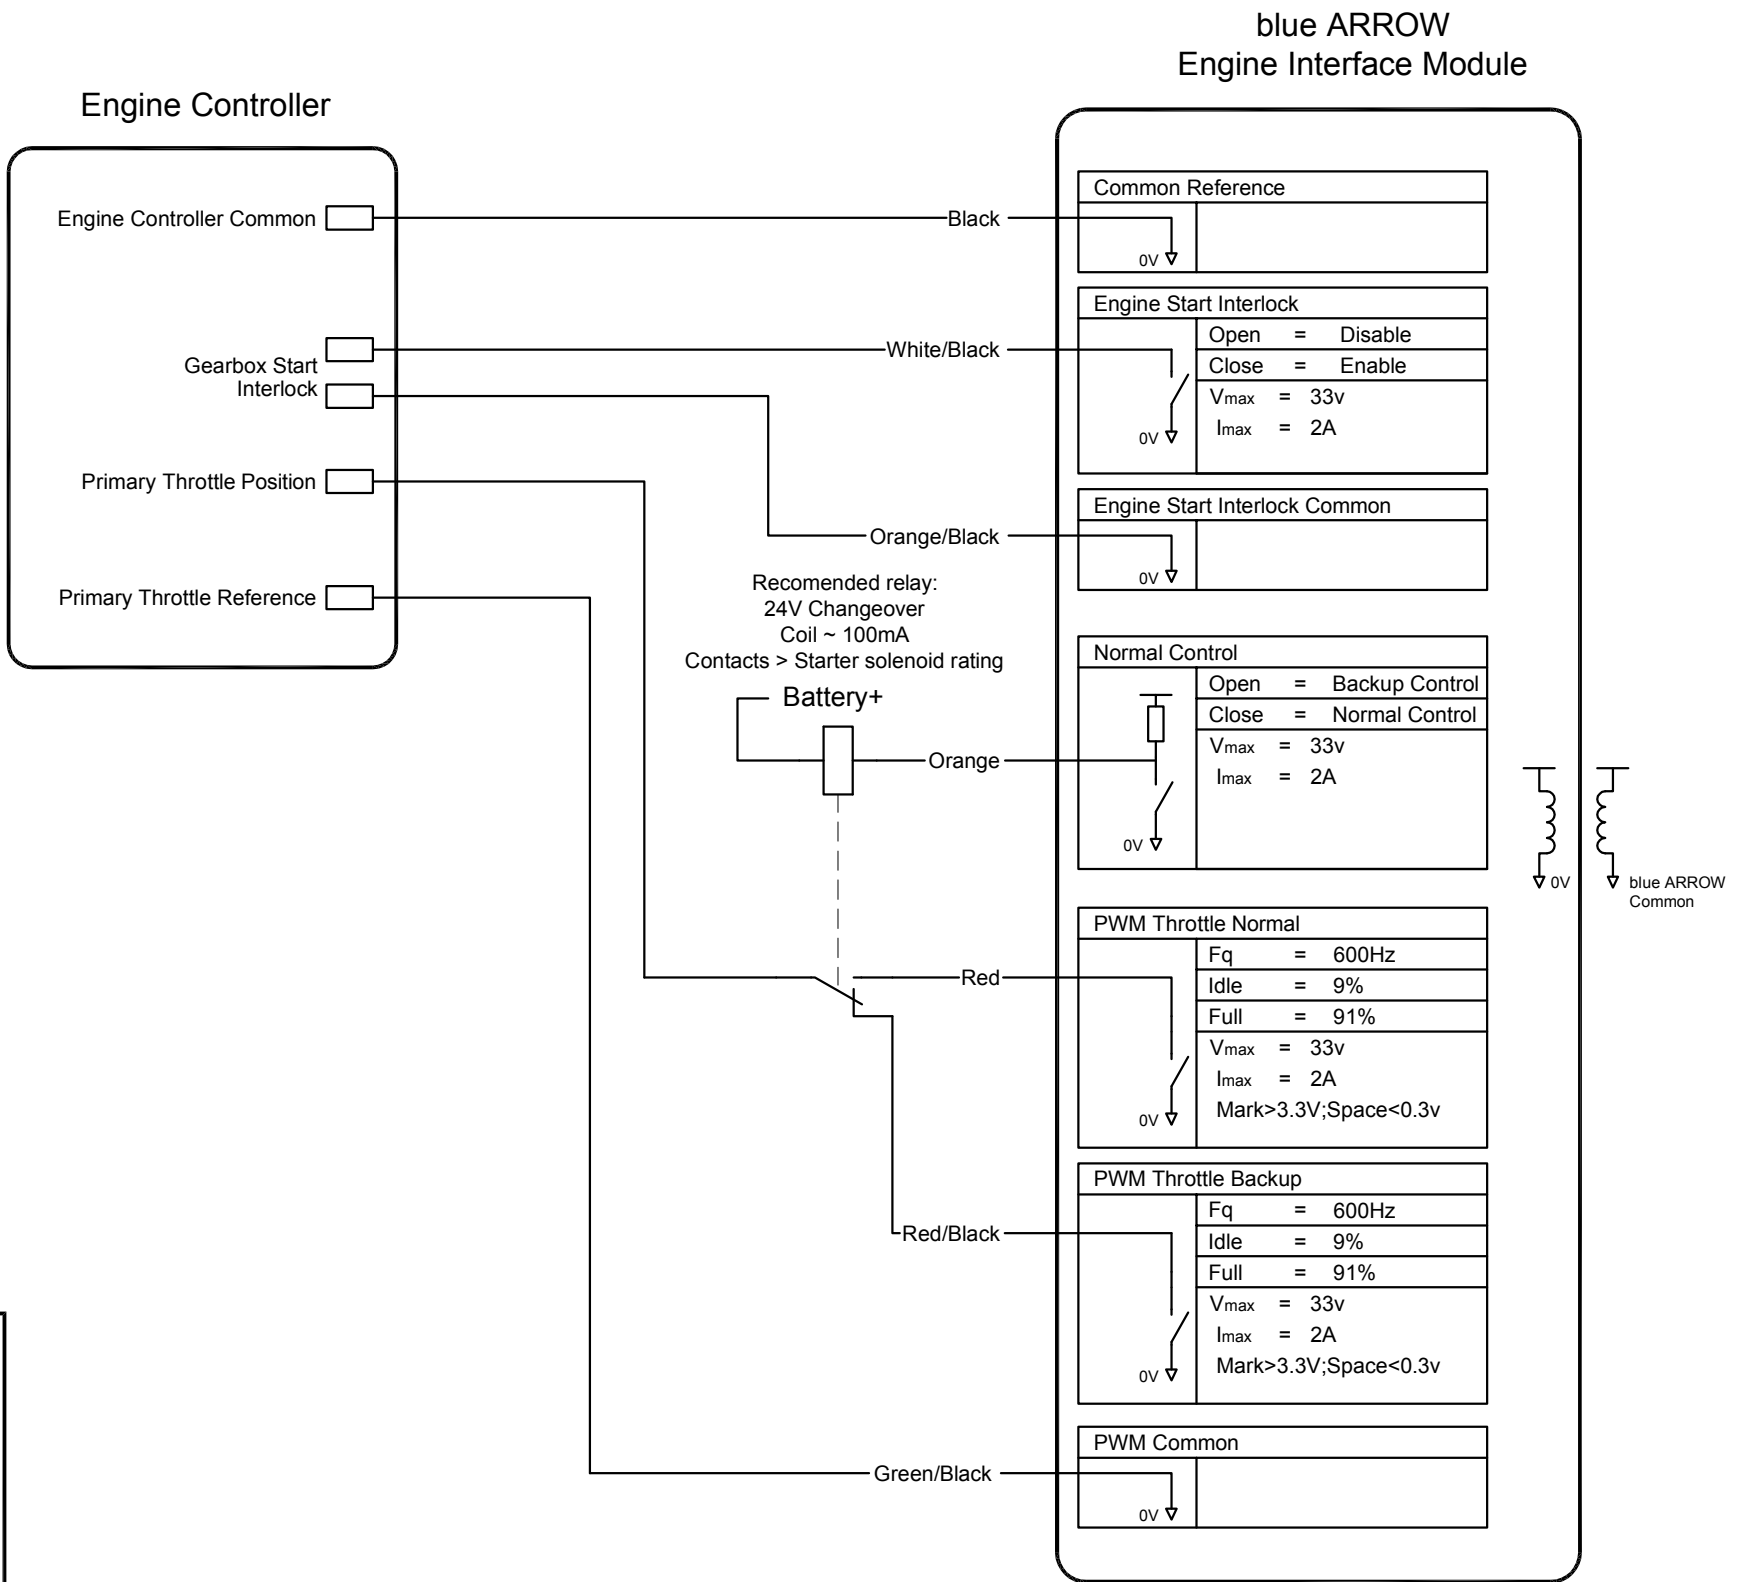 blue ARROW
Engine Interface Module
Engine Controller
Engine Controller Common
Gearbox Start
Interlock
Primary Throttle Position
Primary Throttle Reference
Black
White/Black
Orange/Black
Recomended relay:
24V Changeover
Coil ~ 100mA
Contacts > Starter solenoid rating
Battery+
Orange
Red
Red/Black
Green/Black
Common Reference
0V
Engine Start Interlock
Open = Disable
Close = Enable
Vmax = 33v
Imax = 2A
0V
Engine Start Interlock Common
0V
Normal Control
Open = Backup Control
Close = Normal Control
Vmax = 33v
Imax = 2A
0V
PWM Throttle Normal
Fq = 600Hz
Idle = 9%
Full = 91%
Vmax = 33v
Imax = 2A
Mark>3.3V;Space<0.3v
0V
PWM Throttle Backup
Fq = 600Hz
Idle = 9%
Full = 91%
Vmax = 33v
Imax = 2A
Mark>3.3V;Space<0.3v
0V
PWM Common
0V
0V
blue ARROW
Common